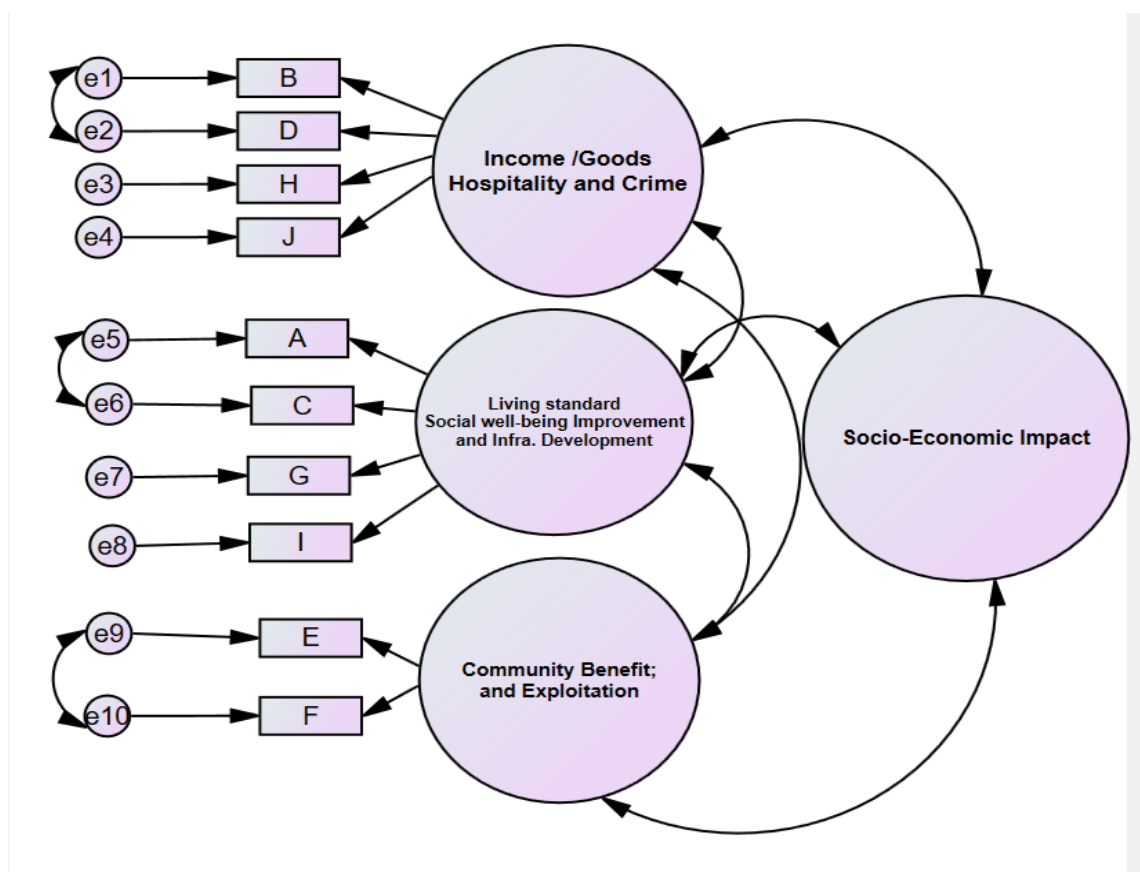 e1
B
e2
D
e3
H
e4
J
Income /Goods
Hospitality and Crime
e5
A
e6
C
e7
G
e8
I
Living standard
Social well-being Improvement
and Infra. Development
Socio-Economic Impact
e9
E
e10
F
Community Benefit;
and Exploitation